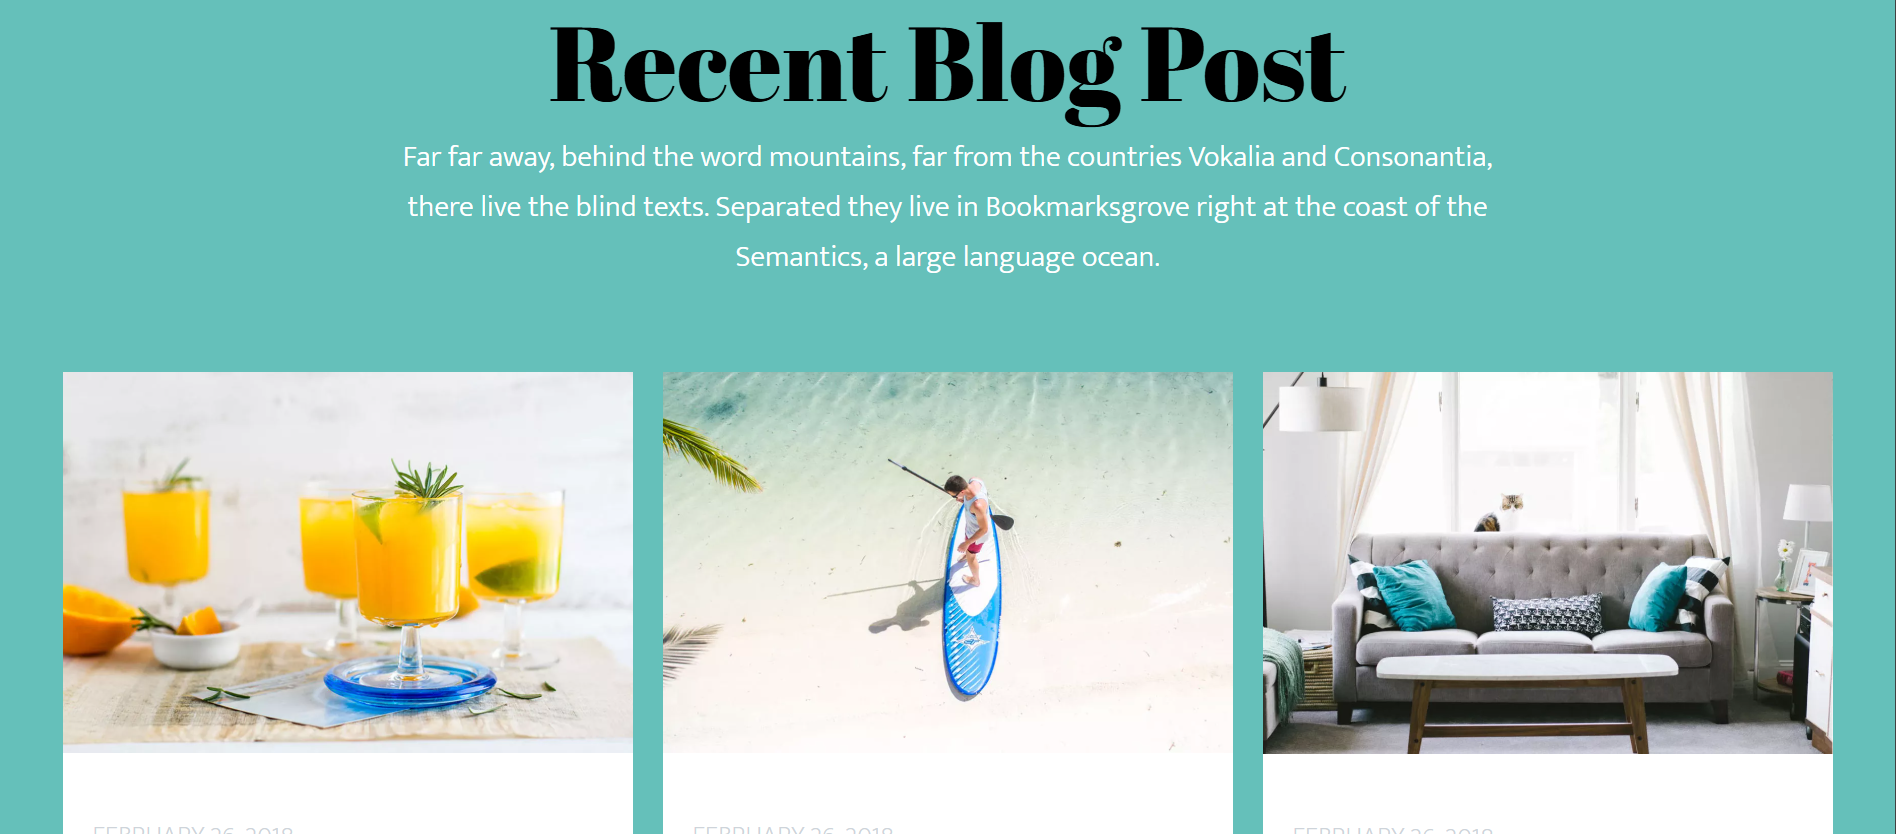 Recent Blog Post
Far far away, behind the word mountains, far from the countries Vokalia and Consonantia,
there live the blind texts. Separated they live in Bookmarksgrove right at the coast of the
Semantics, a large language ocean.
FEBRUARY 26, 2018
FEBRUARY 26, 2018
FEBRUARY 26, 2018